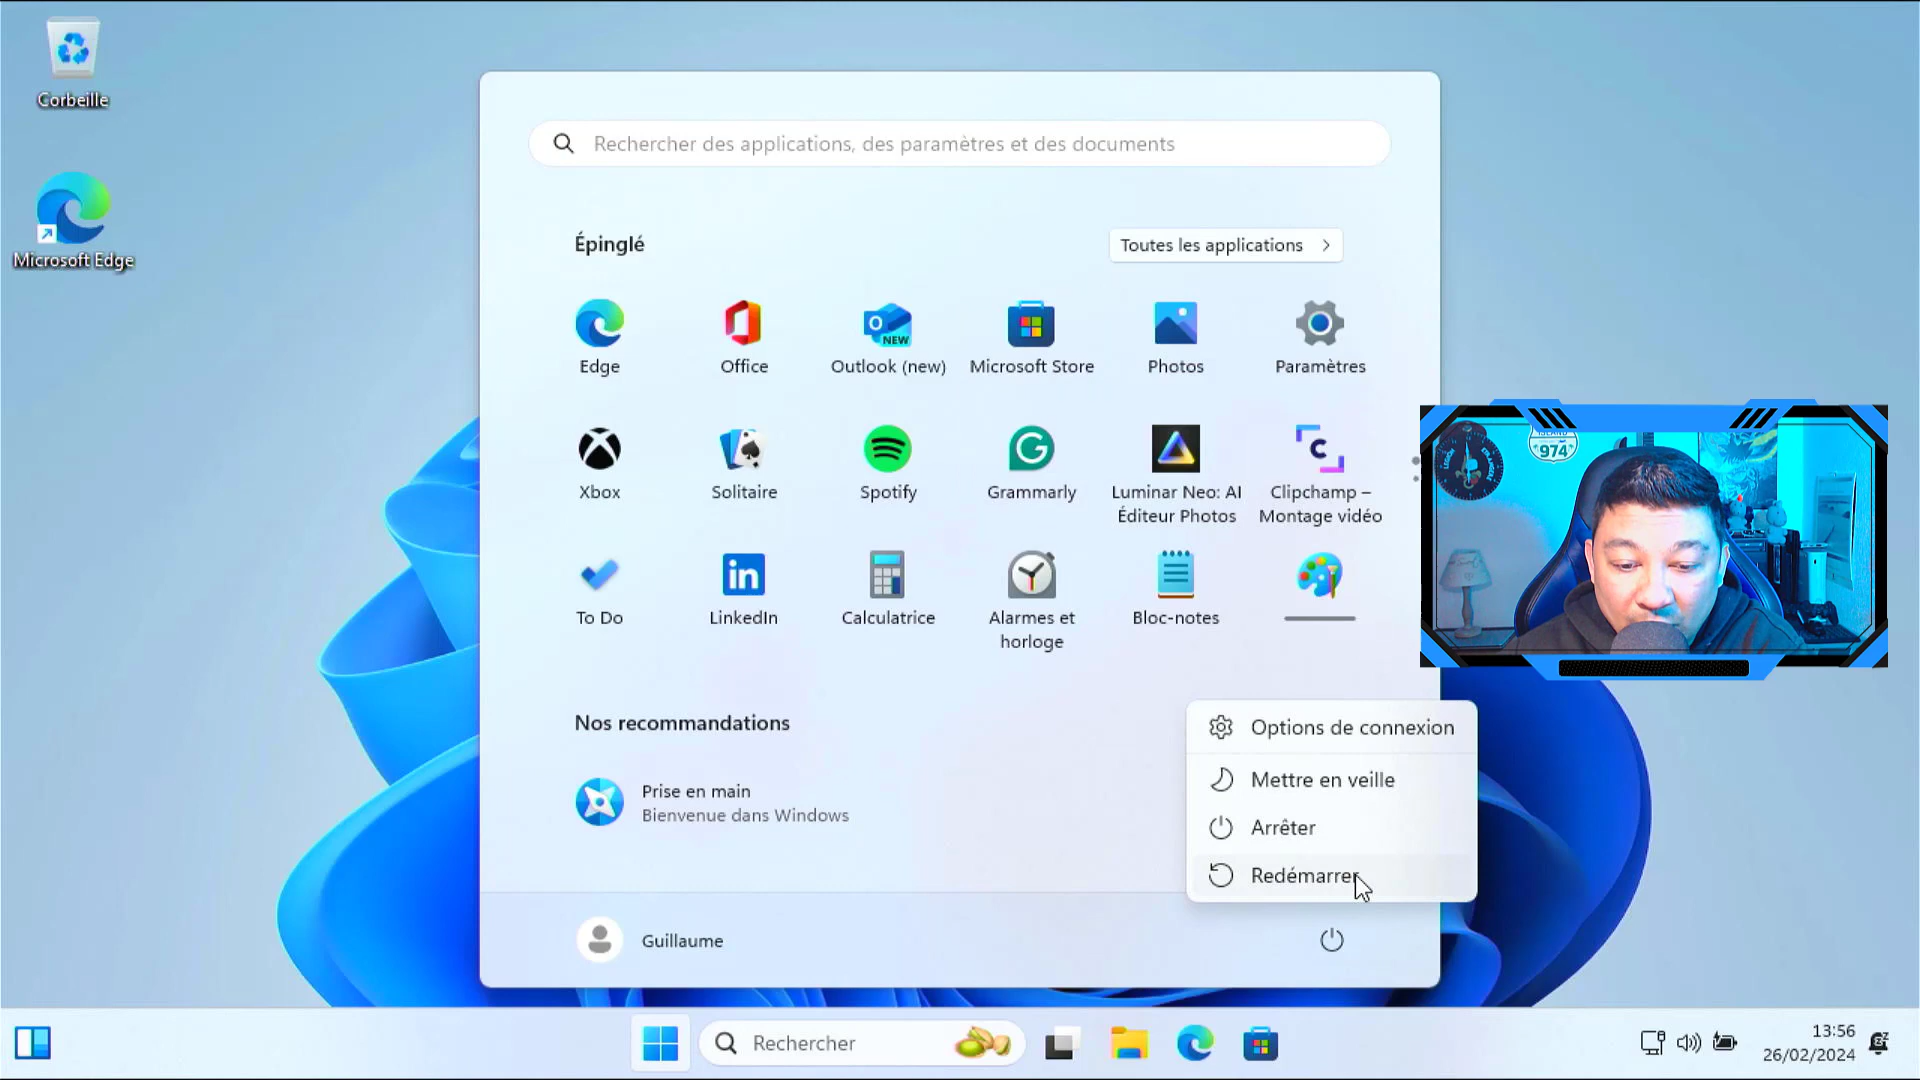 Corbeille
Microsoft Edge
Rechercher des applications, des paramètres et des documents
Épinglé
Toutes les applications
Edge
Office
NEW
Outlook (new)
Microsoft Store
Photos
Paramètres
Xbox
Solitaire
Spotify
Grammarly
Luminar Neo: AI
Éditeur Photos
Clipchamp –
Montage vidéo
To Do
LinkedIn
Calculatrice
Alarmes et
horloge
Bloc-notes
974
Nos recommandations
Prise en main
Bienvenue dans Windows
Options de connexion
Mettre en veille
Arrêter
Redémarrer
Guillaume
Rechercher
13:56
26/02/2024